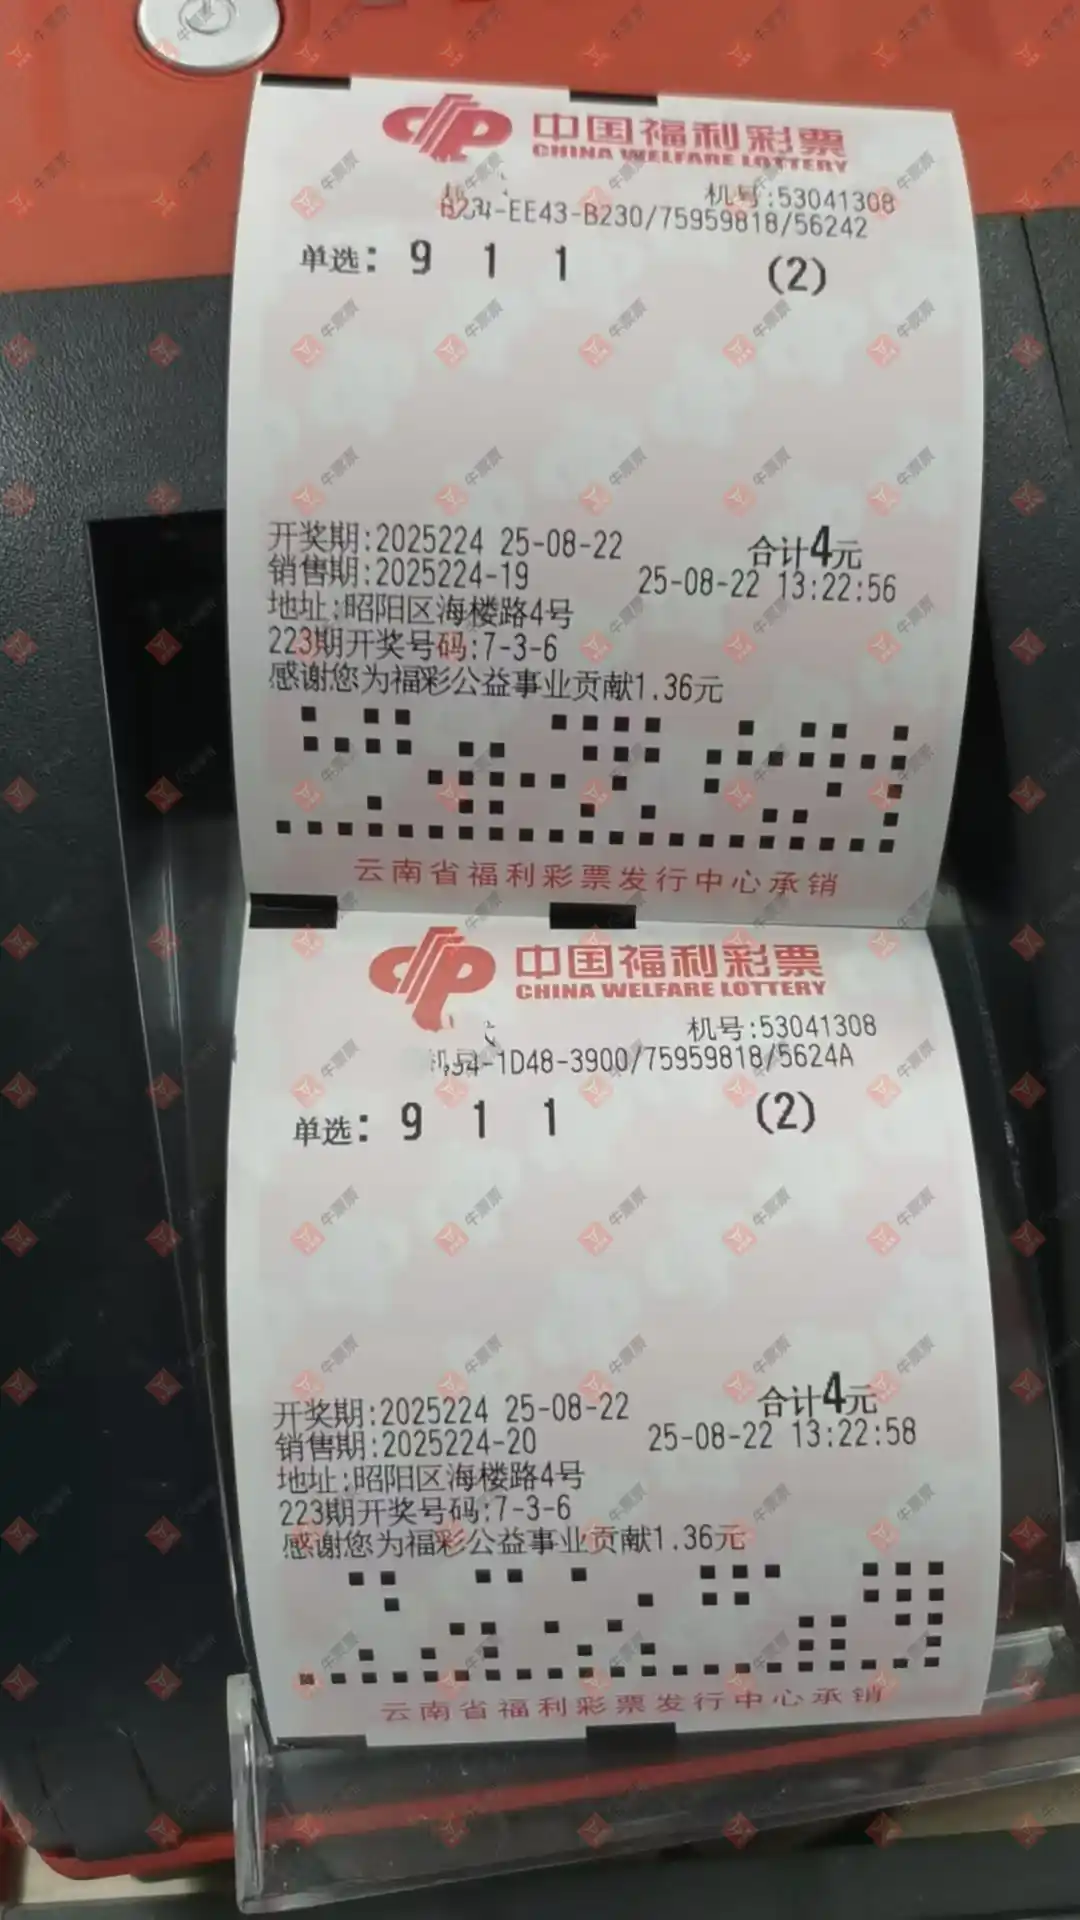 中国福利彩票
CHINA WELFARE LOTTERY
机号:53041308
-EE43-B230/75959818/56242
单选: 9 1 1 (2)
开奖期:2025224 25-08-22 合计4元
销售期:2025224-19 25-08-22 13:22:56
地址:昭阳区海楼路4号
223期开奖号码:7-3-6
感谢您为福彩公益事业贡献1.36元
云南省福利彩票发行中心承销
中国福利彩票
CHINA WELFARE LOTTERY
机号:53041308
-1D48-3900/75959818/5624A
单选: 9 1 1 (2)
开奖期:2025224 25-08-22 合计4元
销售期:2025224-20 25-08-22 13:22:58
地址:昭阳区海楼路4号
223期开奖号码:7-3-6
感谢您为福彩公益事业贡献1.36元
云南省福利彩票发行中心承销
牛票票